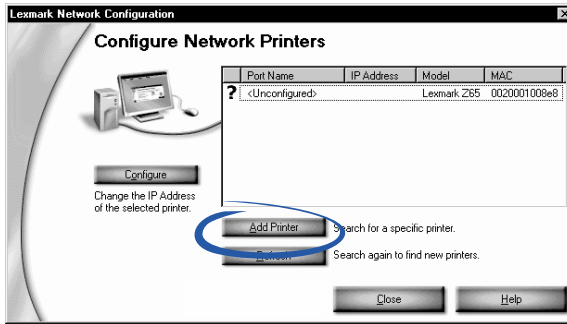 Lexmark Network Configuration
Configure Network Printers
Port Name IP Address Model MAC
? <Unconfigured> Lexmark Z65 0020001008e8
Configure
Change the IP Address
of the selected printer.
Add Printer Search for a specific printer.
Refresh Search again to find new printers.
Close Help